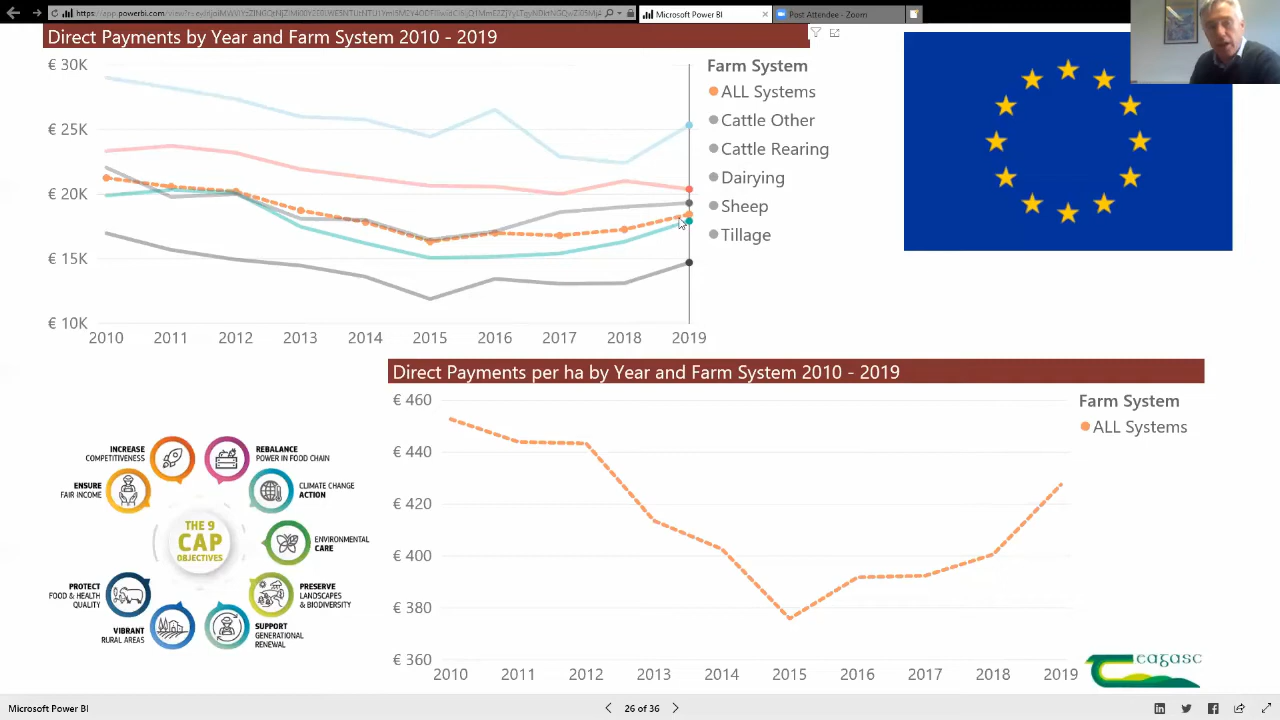 Microsoft Power BI
Post Attendee - Zoom
Direct Payments by Year and Farm System 2010 - 2019
€ 30K
€ 25K
€ 20K
€ 15K
€ 10K
2010 2011 2012 2013 2014 2015 2016 2017 2018 2019
Farm System
ALL Systems
Cattle Other
Cattle Rearing
Dairying
Sheep
Tillage
Direct Payments per ha by Year and Farm System 2010 - 2019
€ 460
€ 440
€ 420
€ 400
€ 380
€ 360
2010 2011 2012 2013 2014 2015 2016 2017 2018 2019
Farm System
ALL Systems
INCREASE
COMPETITIVENESS
REBALANCE
POWER IN FOOD CHAIN
ENSURE
FAIR INCOME
CLIMATE CHANGE
ACTION
THE 9
CAP
OBJECTIVES
ENVIRONMENTAL
CARE
PROTECT
FOOD & HEALTH
QUALITY
PRESERVE
LANDSCAPES
& BIODIVERSITY
VIBRANT
RURAL AREAS
SUPPORT
GENERATIONAL
RENEWAL
eagasc
Microsoft Power BI
26 of 36